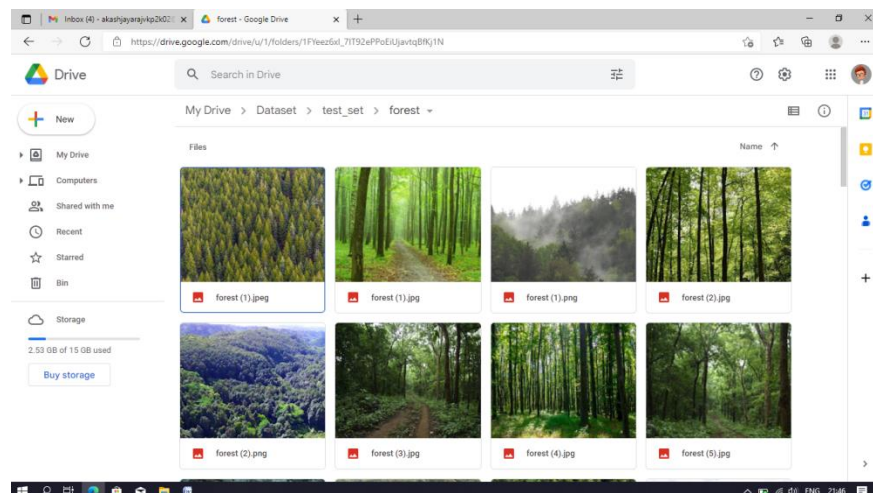 Inbox (4) - akashjayarajvkp2k02
forest - Google Drive
https://drive.google.com/drive/u/1/folders/
Drive
Search in Drive
New
My Drive > Dataset > test_set > forest
My Drive
Computers
Shared with me
Recent
Starred
Bin
Storage
2.53 GB of 15 GB used
Buy storage
Files
Name
forest (1).jpeg
forest (1).jpg
forest (1).png
forest (2).jpg
forest (2).png
forest (3).jpg
forest (4).jpg
forest (5).jpg
ENG
21:46